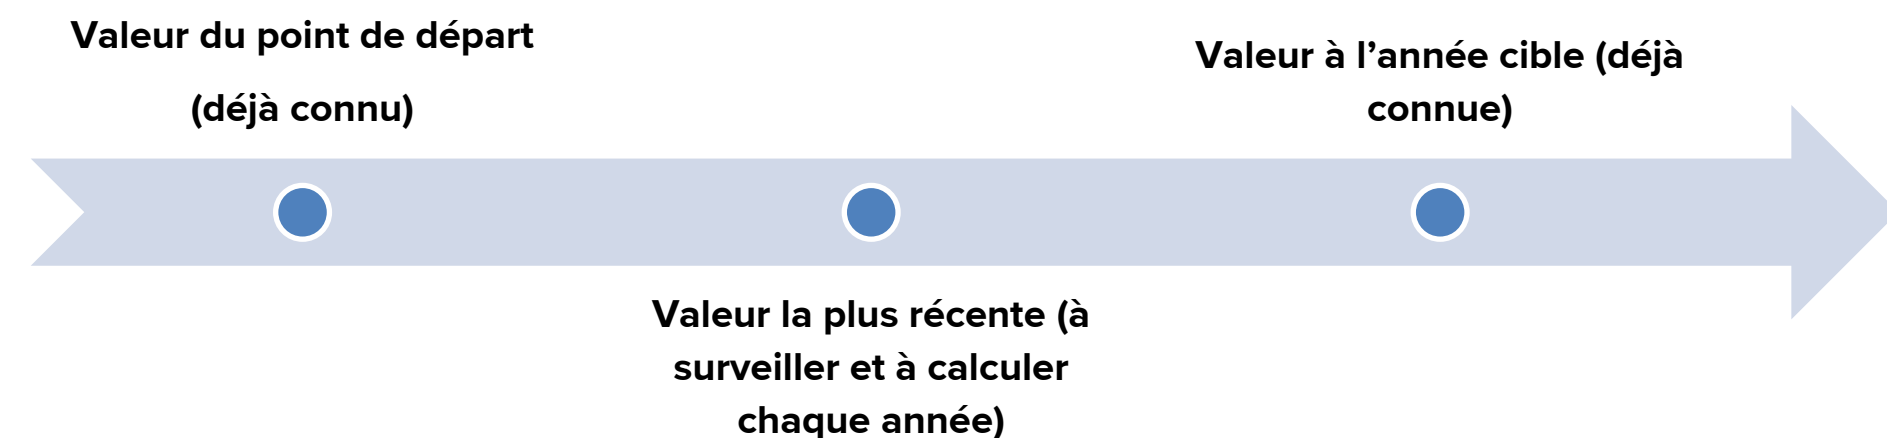 Valeur du point de départ
(déjà connu)
Valeur à l’année cible (déjà
connue)
Valeur la plus récente (à
surveiller et à calculer
chaque année)